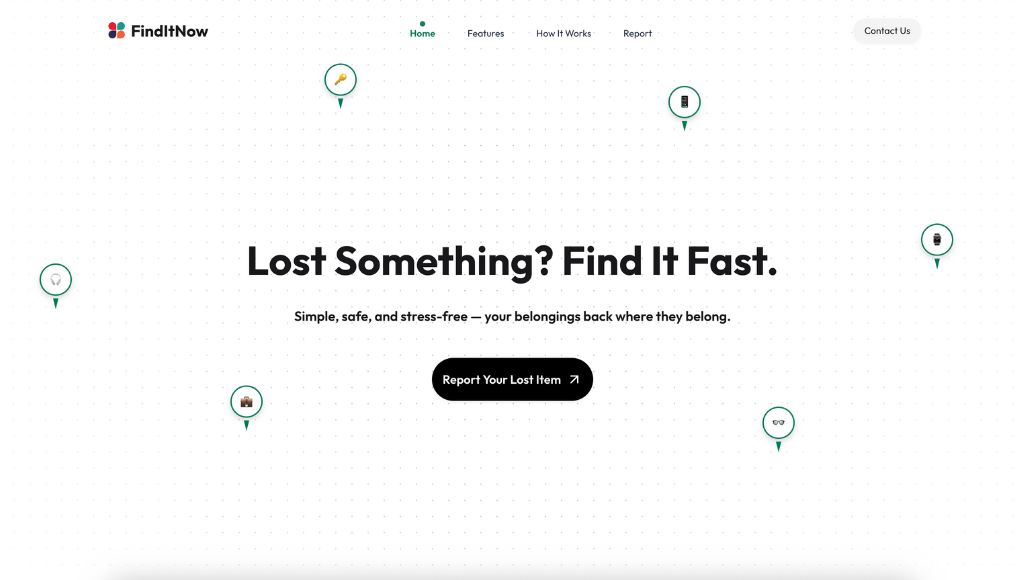 FindItNow
Home
Features
How It Works
Report
Contact Us
Lost Something? Find It Fast.
Simple, safe, and stress-free — your belongings back where they belong.
Report Your Lost Item